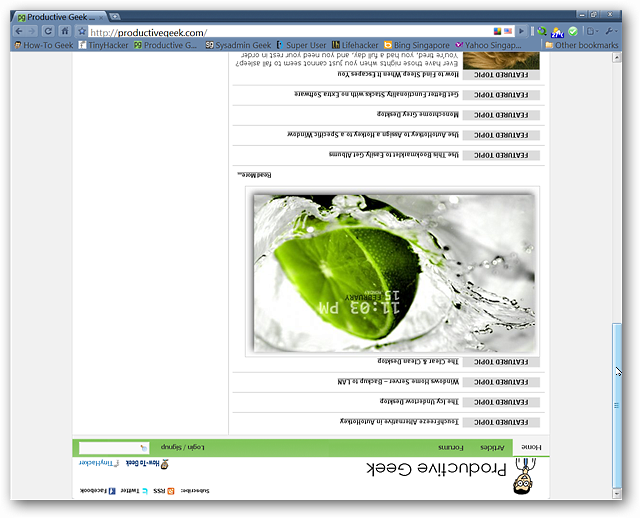 Productive Geek ...
http://productivegeek.com/
How-To Geek TinyHacker Productive G... Sysadmin Geek Super User Lifehacker Bing Singapore Yahoo Singap... Other bookmarks
Subscribe: RSS Twitter Facebook
Productive Geek
How-To Geek TinyHacker
Home Articles Forums Login / Signup
FEATURED TOPIC TouchFreeze Alternative in AutoHotkey
FEATURED TOPIC The Icy Undertow Desktop
FEATURED TOPIC Windows Home Server – Backup to LAN
FEATURED TOPIC The Clear & Clean Desktop
11:03 PM
15 FEBRUARY
MONDAY
Read More...
FEATURED TOPIC Use This Bookmarklet to Easily Get Albums
FEATURED TOPIC Use AutoHotkey to Assign a Hotkey to a Specific Window
FEATURED TOPIC Monochrome Grey Desktop
FEATURED TOPIC Get Better Functionality Stacks with no Extra Software
FEATURED TOPIC How to Find Sleep When It Escapes You
Ever have those nights when you just cannot seem to fall asleep?
You're tired, you had a full day, and you need your rest in order